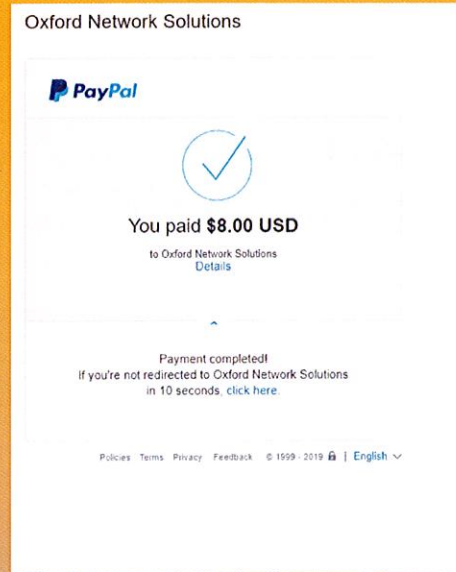 Oxford Network Solutions
PayPal
You paid $8.00 USD
to Oxford Network Solutions
Details
Payment completed!
If you're not redirected to Oxford Network Solutions
in 10 seconds, click here.
Policies Terms Privacy Feedback © 1999 - 2019 | English